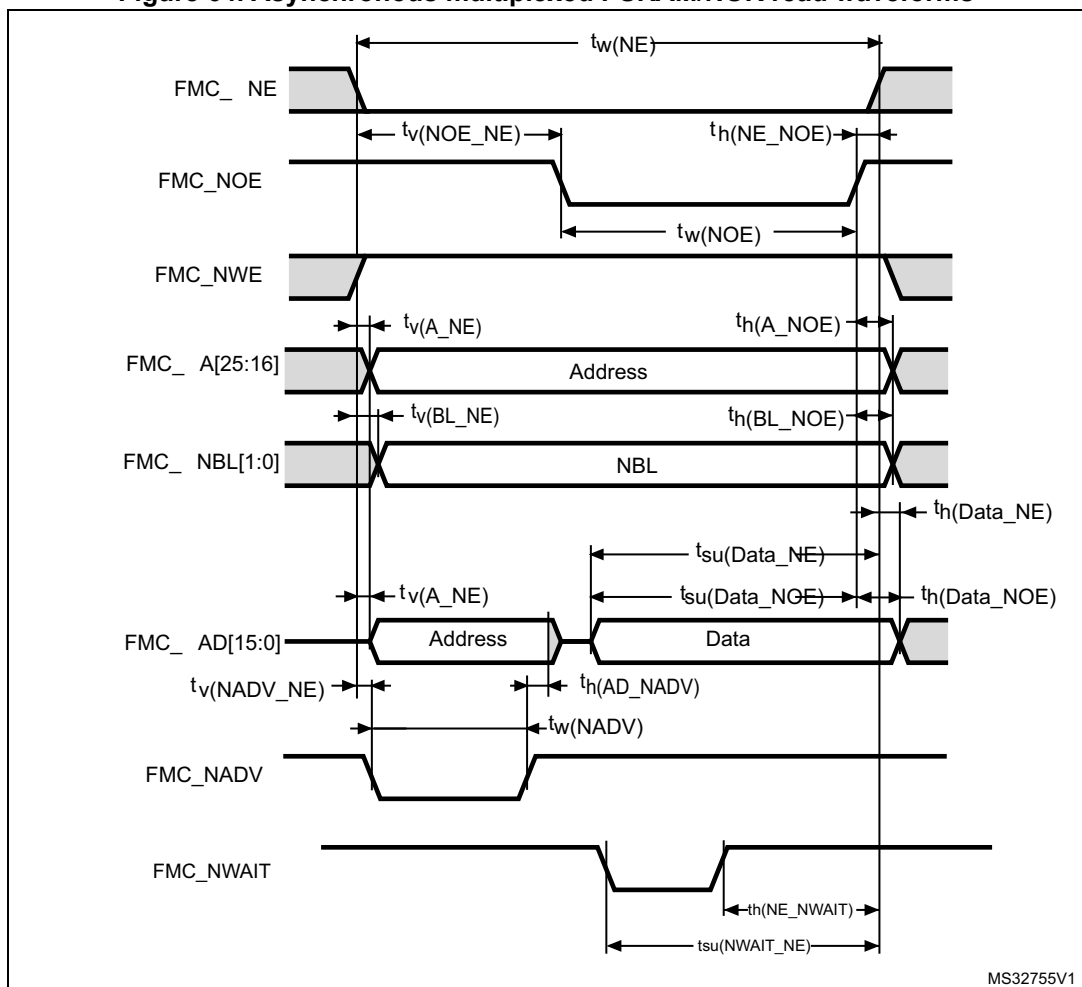 Figure Asynchronous multiplexed PSRAM/NOR read waveforms
tw(NE)
FMC_ NE
tv(NOE_NE)
th(NE_NOE)
FMC_NOE
tw(NOE)
FMC_NWE
tv(A_NE)
th(A_NOE)
FMC_ A[25:16]
Address
tv(BL_NE)
th(BL_NOE)
FMC_ NBL[1:0]
NBL
th(Data_NE)
tsu(Data_NE)
tv(A_NE)
tsu(Data_NOE)
th(Data_NOE)
FMC_ AD[15:0]
Address
Data
tv(NADV_NE)
th(AD_NADV)
tw(NADV)
FMC_NADV
FMC_NWAIT
th(NE_NWAIT)
tsu(NWAIT_NE)
MS32755V1